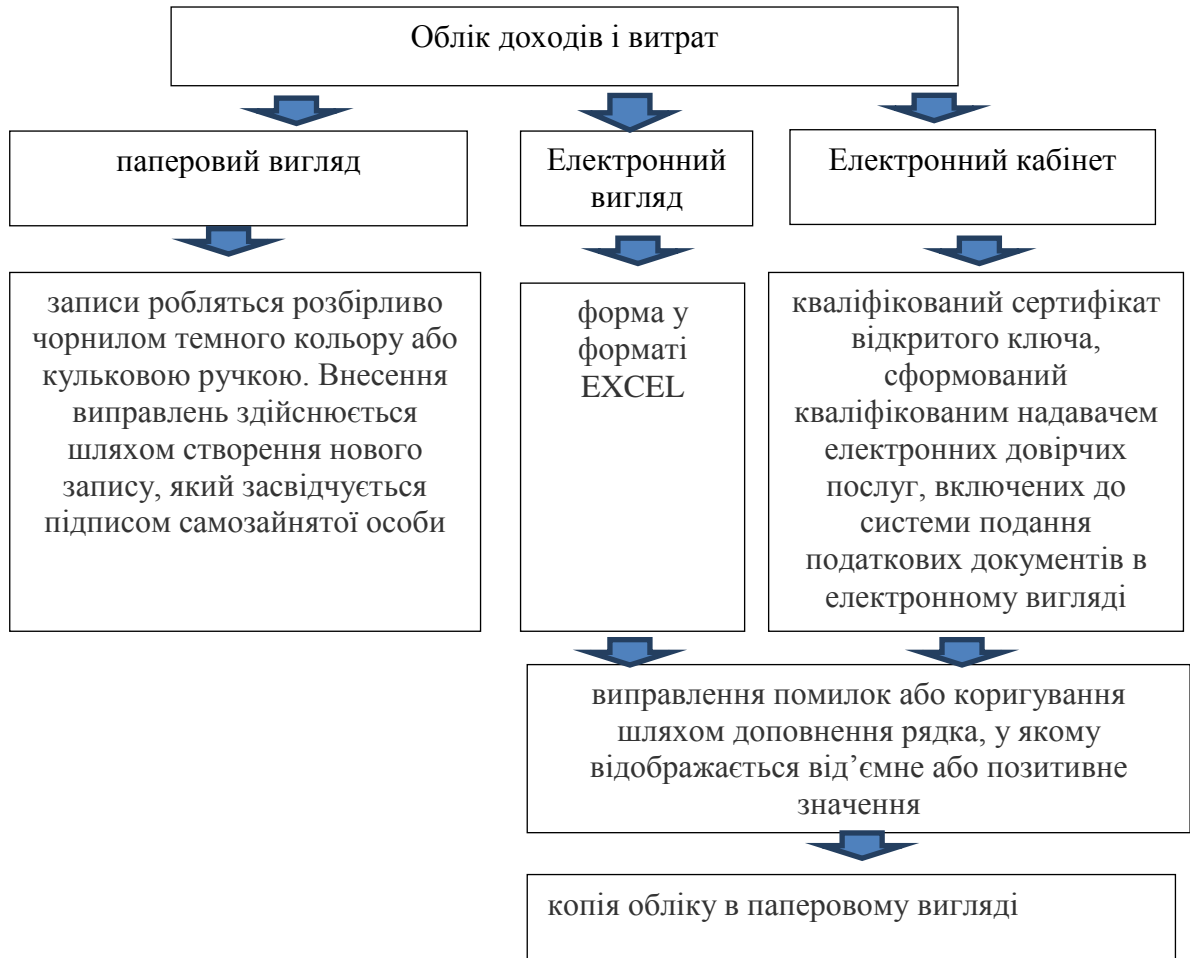 Облік доходів і витрат
паперовий вигляд
Електронний
вигляд
Електронний кабінет
записи робляться розбірливо
чорнилом темного кольору або
кульковою ручкою. Внесення
виправлень здійснюється
шляхом створення нового
запису, який засвідчується
підписом самозайнятої особи
форма у
форматі
EXCEL
кваліфікований сертифікат
відкритого ключа,
сформований
кваліфікованим надавачем
електронних довірчих
послуг, включених до
системи подання
податкових документів в
електронному вигляді
виправлення помилок або коригування
шляхом доповнення рядка, у якому
відображається від’ємне або позитивне
значення
копія обліку в паперовому вигляді